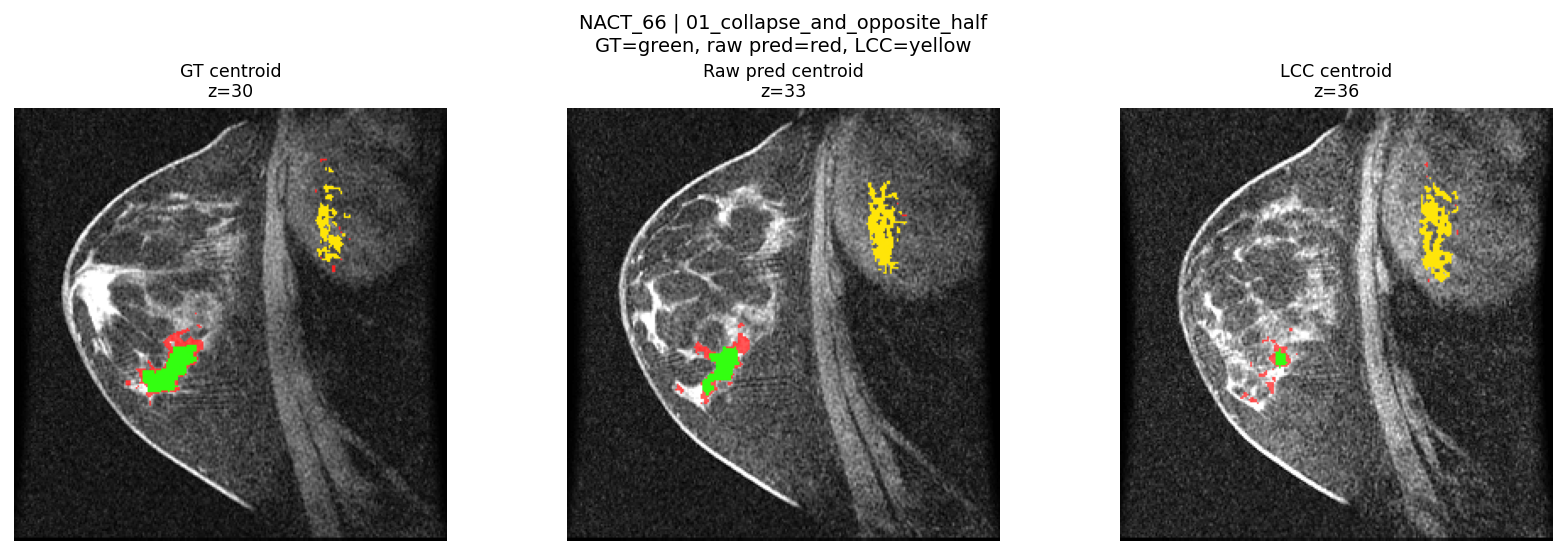 NACT_66 | 01_collapse_and_opposite_half
GT=green, raw pred=red, LCC=yellow
GT centroid
z=30
Raw pred centroid
z=33
LCC centroid
z=36